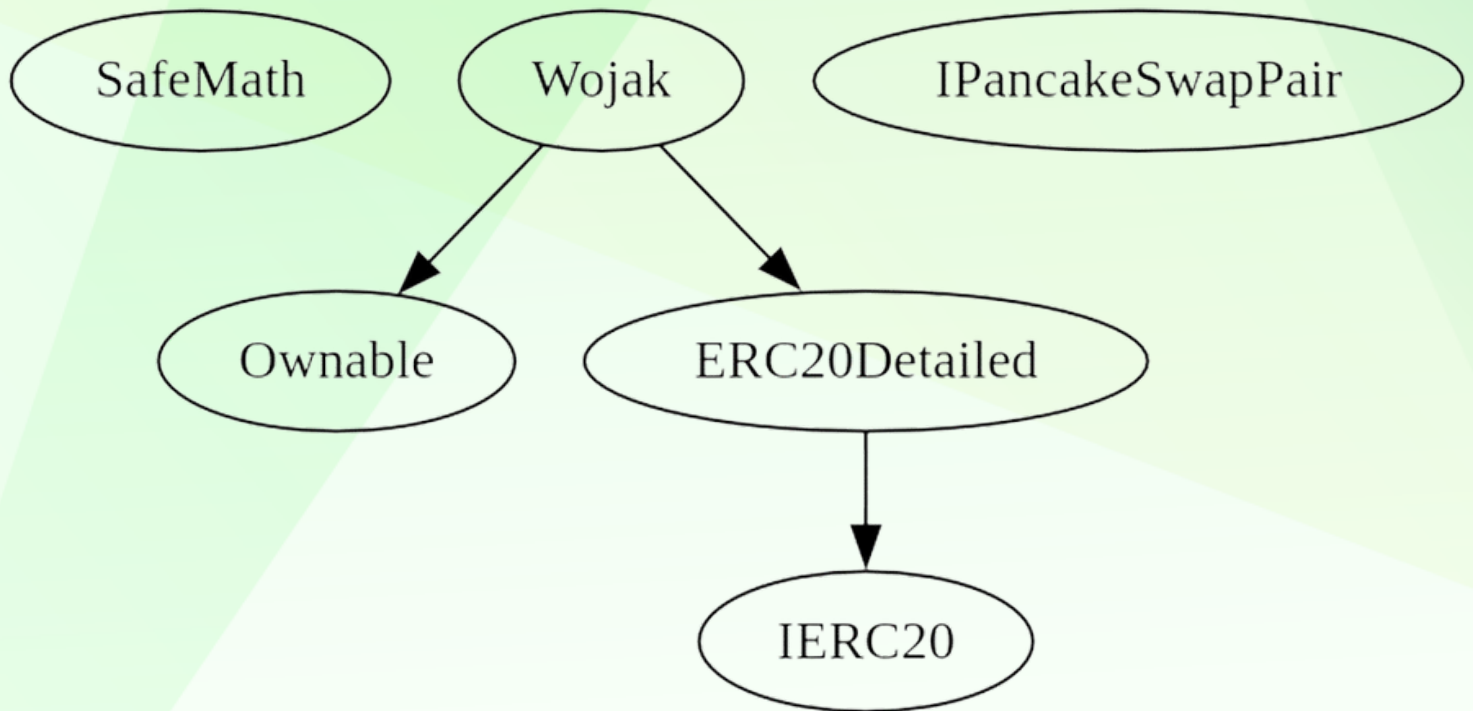 SafeMath
Wojak
IPancakeSwapPair
Ownable
ERC20Detailed
IERC20